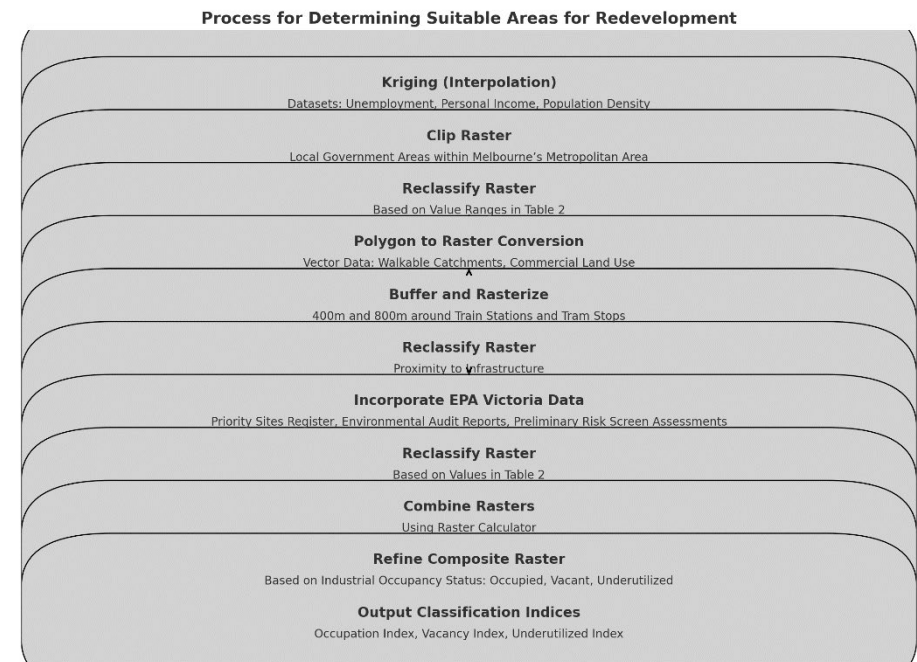 Process for Determining Suitable Areas for Redevelopment
Kriging (Interpolation)
Datasets: Unemployment, Personal Income, Population Density
Clip Raster
Local Government Areas within Melbourne’s Metropolitan Area
Reclassify Raster
Based on Value Ranges in Table 2
Polygon to Raster Conversion
Vector Data: Walkable Catchments, Commercial Land Use
Buffer and Rasterize
400m and 800m around Train Stations and Tram Stops
Reclassify Raster
Proximity to Infrastructure
Incorporate EPA Victoria Data
Priority Sites Register, Environmental Audit Reports, Preliminary Risk Screen Assessments
Reclassify Raster
Based on Values in Table 2
Combine Rasters
Using Raster Calculator
Refine Composite Raster
Based on Industrial Occupancy Status: Occupied, Vacant, Underutilized
Output Classification Indices
Occupation Index, Vacancy Index, Underutilized Index